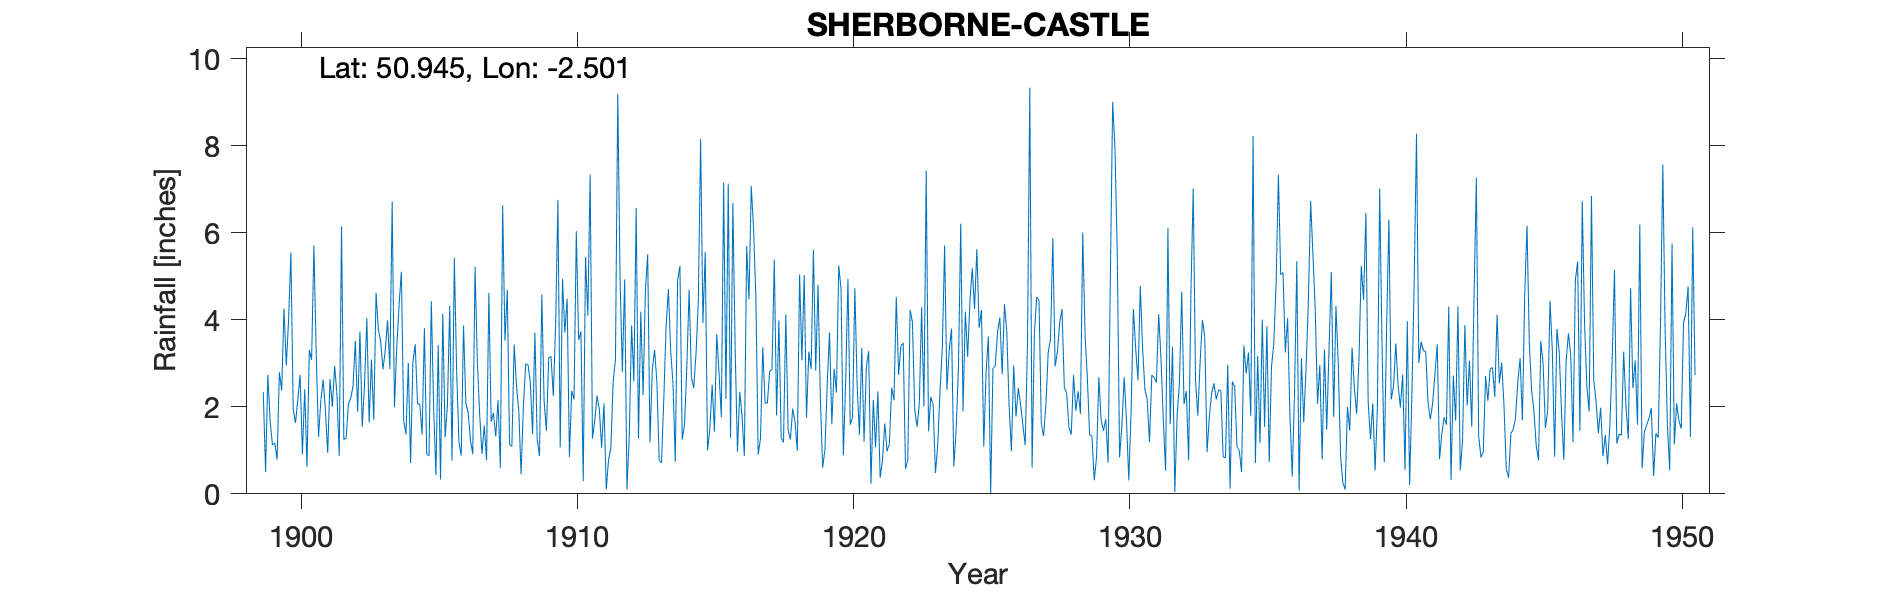 SHERBORNE-CASTLE
Lat: 50.945, Lon: -2.501
10
8
6
4
2
0
Rainfall [inches]
1900 1910 1920 1930 1940 1950
Year